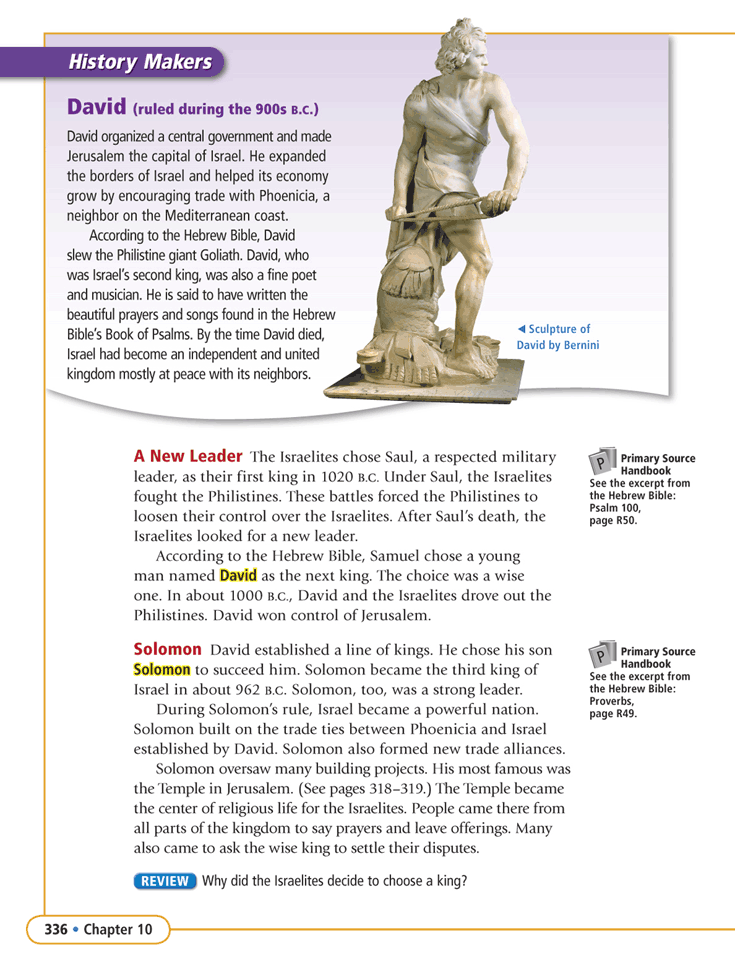 History Makers
David (ruled during the 900s B.C.)
David organized a central government and made
Jerusalem the capital of Israel. He expanded
the borders of Israel and helped its economy
grow by encouraging trade with Phoenicia, a
neighbor on the Mediterranean coast.
According to the Hebrew Bible, David
slew the Philistine giant Goliath. David, who
was Israel's second king, was also a fine poet
and musician. He is said to have written the
beautiful prayers and songs found in the Hebrew
Bible's Book of Psalms. By the time David died,
Israel had become an independent and united
kingdom mostly at peace with its neighbors.
◀ Sculpture of
David by Bernini
A New Leader The Israelites chose Saul, a respected military
leader, as their first king in 1020 B.C. Under Saul, the Israelites
fought the Philistines. These battles forced the Philistines to
loosen their control over the Israelites. After Saul's death, the
Israelites looked for a new leader.
According to the Hebrew Bible, Samuel chose a young
man named David as the next king. The choice was a wise
one. In about 1000 B.C., David and the Israelites drove out the
Philistines. David won control of Jerusalem.
P Primary Source
Handbook
See the excerpt from
the Hebrew Bible:
Psalm 100,
page R50.
Solomon David established a line of kings. He chose his son
Solomon to succeed him. Solomon became the third king of
Israel in about 962 B.C. Solomon, too, was a strong leader.
During Solomon's rule, Israel became a powerful nation.
Solomon built on the trade ties between Phoenicia and Israel
established by David. Solomon also formed new trade alliances.
Solomon oversaw many building projects. His most famous was
the Temple in Jerusalem. (See pages 318–319.) The Temple became
the center of religious life for the Israelites. People came there from
all parts of the kingdom to say prayers and leave offerings. Many
also came to ask the wise king to settle their disputes.
P Primary Source
Handbook
See the excerpt from
the Hebrew Bible:
Proverbs,
page R49.
REVIEW Why did the Israelites decide to choose a king?
336 • Chapter 10